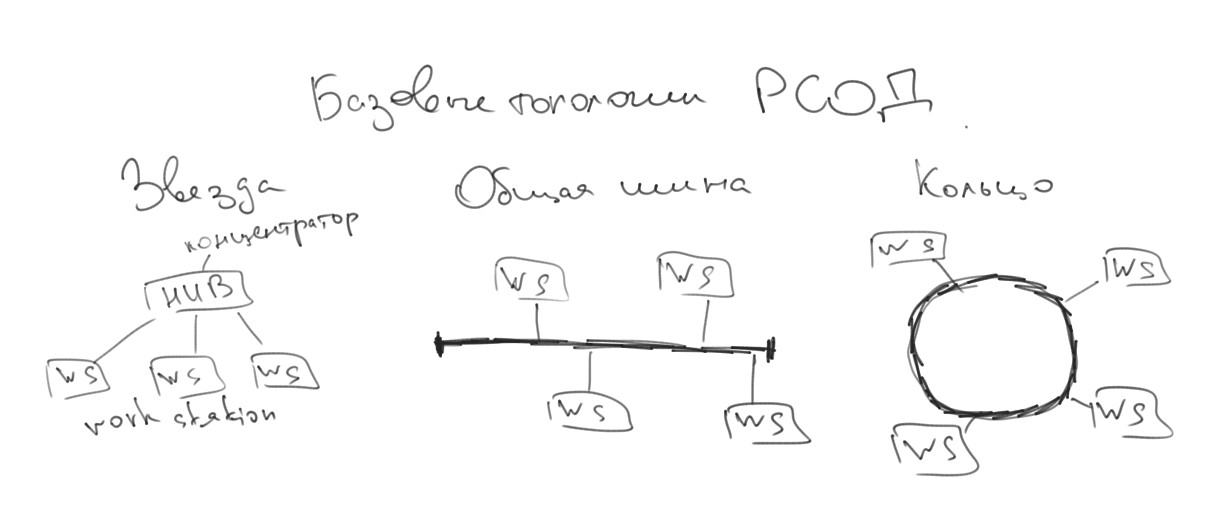 Базовые топологии РСОД
Звезда
концентратор
HUB
WS WS WS
work station
Общая шина
WS WS
WS WS
Кольцо
WS WS
WS WS